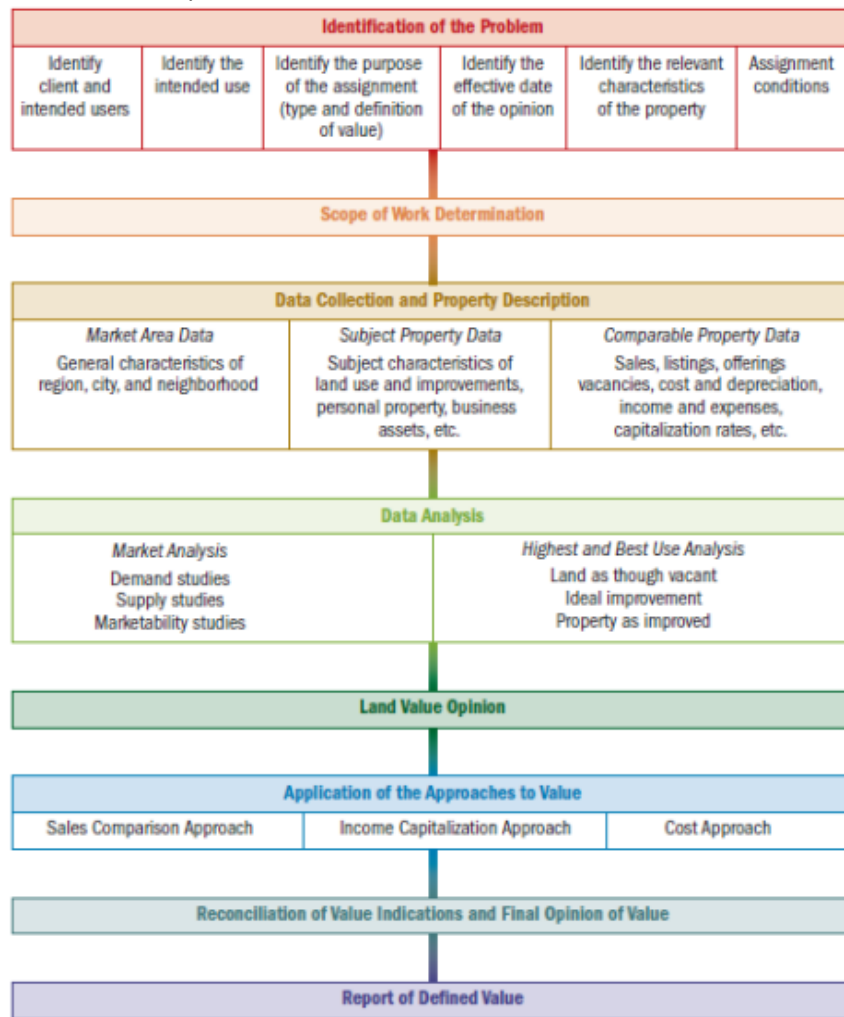 Identification of the Problem
Identify
client and
intended users
Identify the
intended use
Identify the purpose
of the assignment
(type and definition
of value)
Identify the
effective date
of the opinion
Identify the relevant
characteristics
of the property
Assignment
conditions
Scope of Work Determination
Data Collection and Property Description
Market Area Data
General characteristics of
region, city, and neighborhood
Subject Property Data
Subject characteristics of
land use and improvements,
personal property, business
assets, etc.
Comparable Property Data
Sales, listings, offerings
vacancies, cost and depreciation,
income and expenses,
capitalization rates, etc.
Data Analysis
Market Analysis
Demand studies
Supply studies
Marketability studies
Highest and Best Use Analysis
Land as though vacant
Ideal improvement
Property as improved
Land Value Opinion
Application of the Approaches to Value
Sales Comparison Approach
Income Capitalization Approach
Cost Approach
Reconciliation of Value Indications and Final Opinion of Value
Report of Defined Value